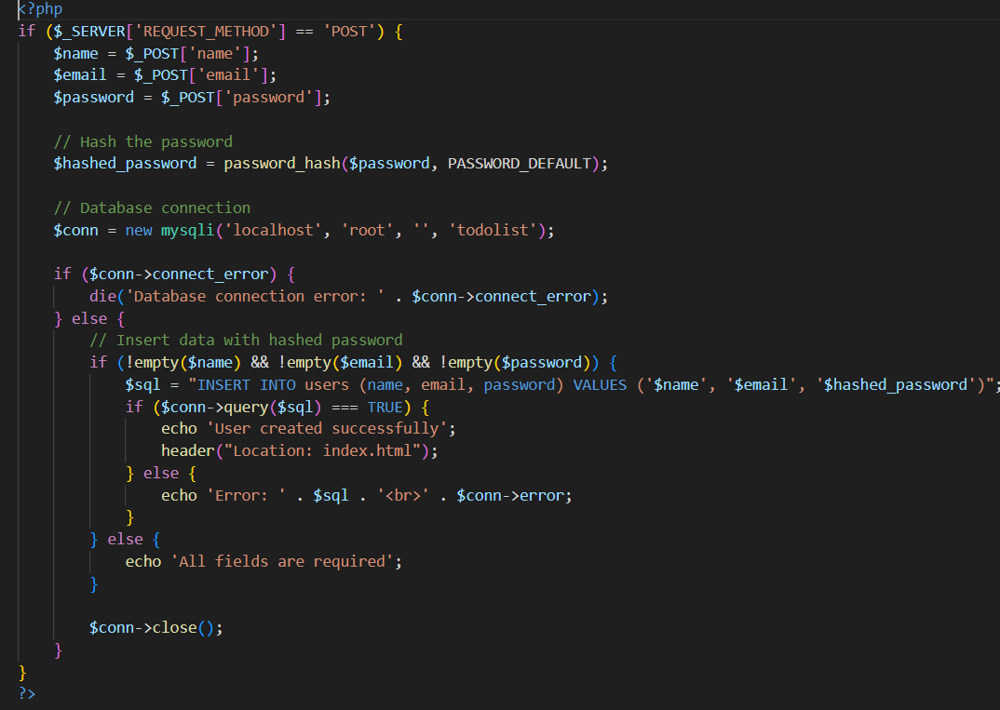 <?php
if ($_SERVER['REQUEST_METHOD'] == 'POST') {
    $name = $_POST['name'];
    $email = $_POST['email'];
    $password = $_POST['password'];

    // Hash the password
    $hashed_password = password_hash($password, PASSWORD_DEFAULT);

    // Database connection
    $conn = new mysqli('localhost', 'root', '', 'todolist');

    if ($conn->connect_error) {
        die('Database connection error: ' . $conn->connect_error);
    } else {
        // Insert data with hashed password
        if (!empty($name) && !empty($email) && !empty($password)) {
            $sql = "INSERT INTO users (name, email, password) VALUES ('$name', '$email', '$hashed_password')";
            if ($conn->query($sql) === TRUE) {
                echo 'User created successfully';
                header("Location: index.html");
            } else {
                echo 'Error: ' . $sql . '<br>' . $conn->error;
            }
        } else {
            echo 'All fields are required';
        }

        $conn->close();
    }
}
?>